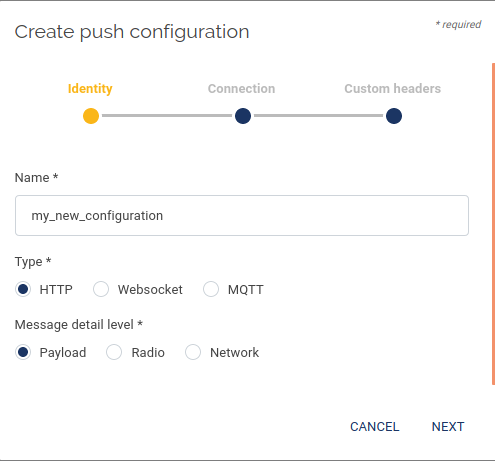 Create push configuration
* required
Identity Connection Custom headers
Name *
my_new_configuration
Type *
HTTP Websocket MQTT
Message detail level *
Payload Radio Network
CANCEL NEXT